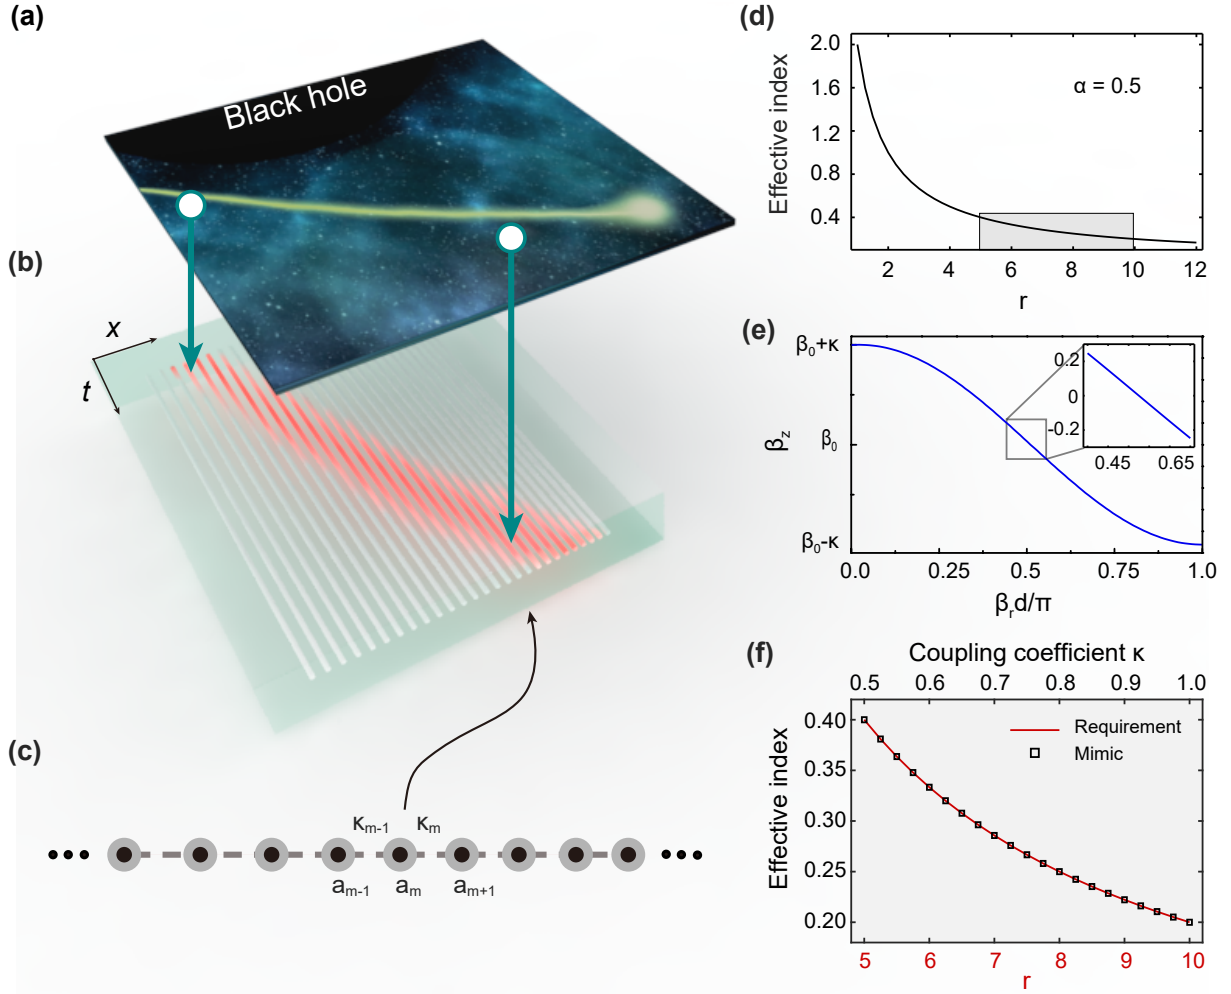 (a)
Black hole
(b)
x
t
(c)
κm-1 κm
am-1 am am+1
(d)
Effective index
2.0
1.6
1.2
0.8
0.4
α = 0.5
2 4 6 8 10 12
r
(e)
βz
β0+κ
β0
β0-κ
0.2
0
-0.2
0.45 0.65
0.0 0.25 0.5 0.75 1.0
βrd/π
(f)
Coupling coefficient κ
0.5 0.6 0.7 0.8 0.9 1.0
Effective index
0.40
0.35
0.30
0.25
0.20
Requirement
Mimic
5 6 7 8 9 10
r